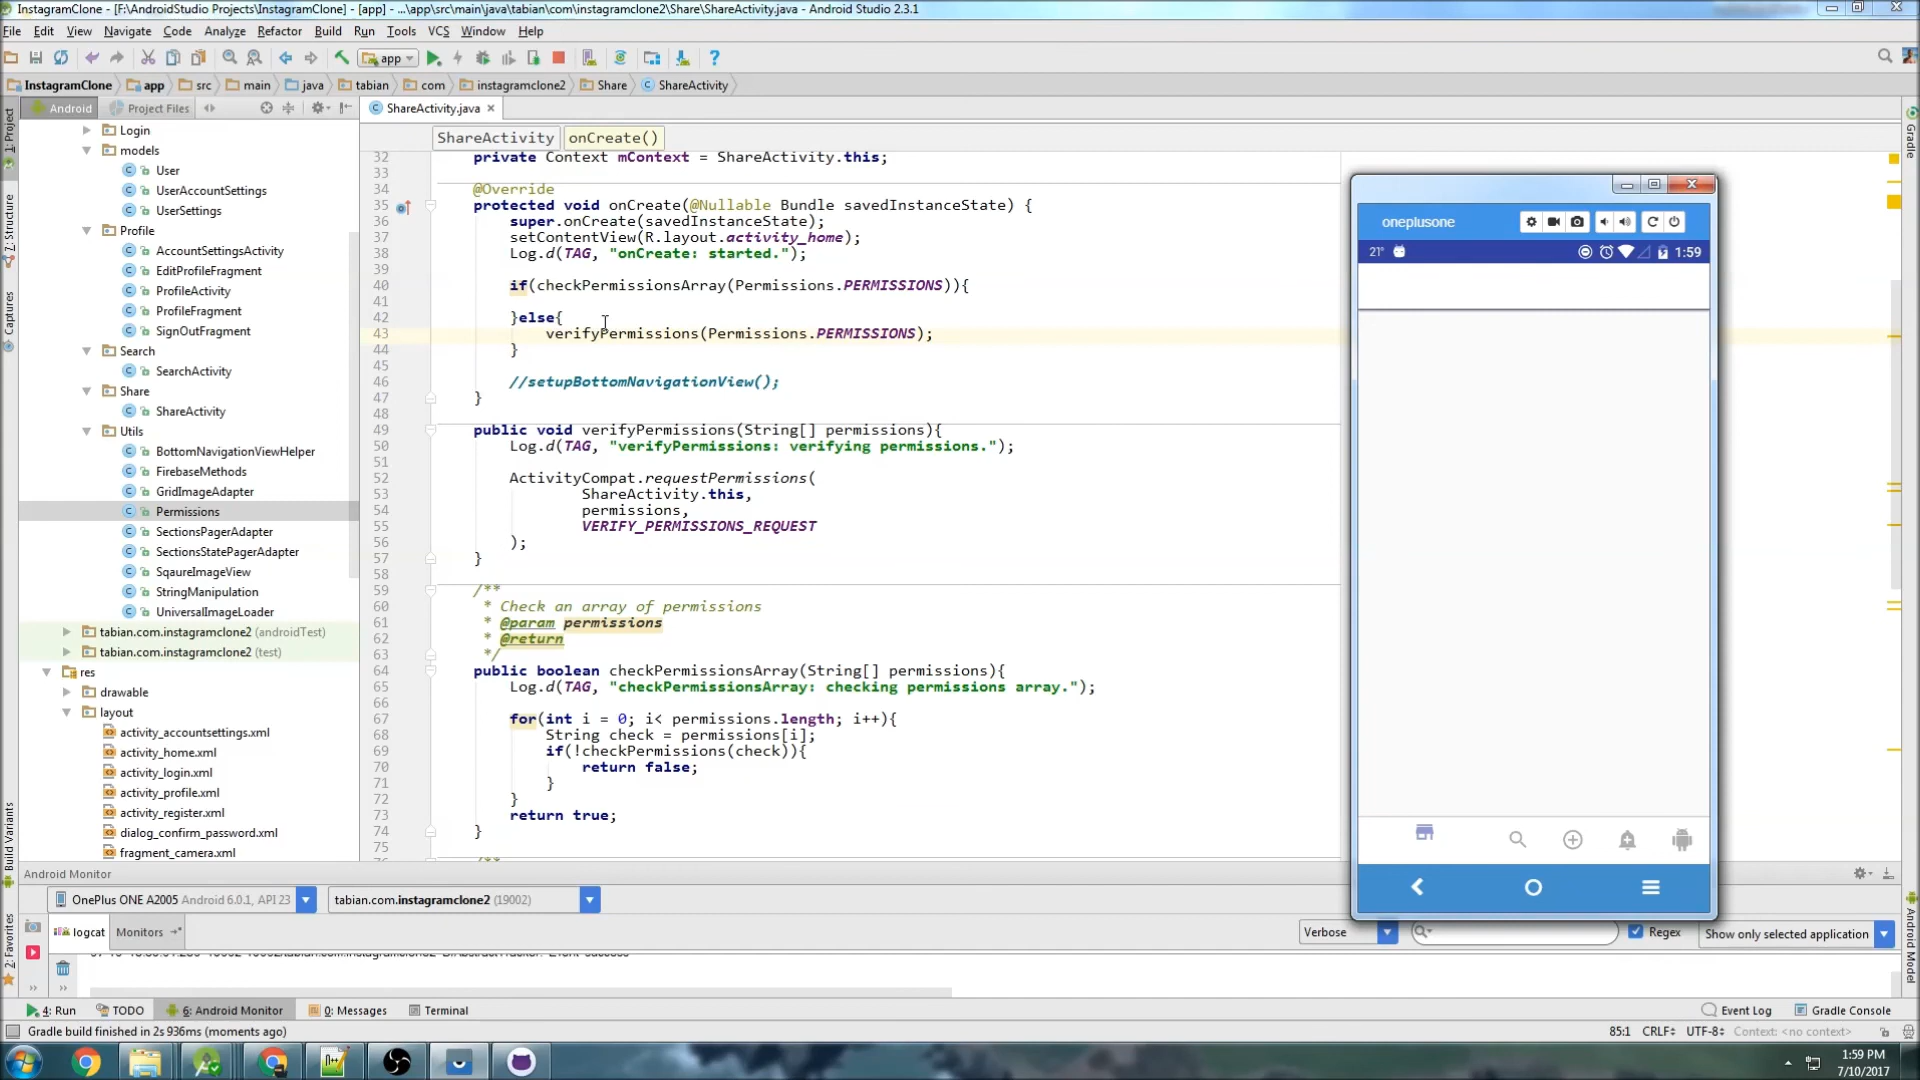 InstagramClone - [F:\AndroidStudio Projects\InstagramClone] - [app] - ...\app\src\main\java\tabian\com\instagramclone2\Share\ShareActivity.java - Android Studio 2.3.1
File Edit View Navigate Code Analyze Refactor Build Run Tools VCS Window Help
app
InstagramClone app src main java tabian com instagramclone2 Share ShareActivity
Android Project Files
ShareActivity.java
ShareActivity onCreate()
1: Project
7: Structure
Captures
Build Variants
2: Favorites
Gradle
Android Model
Login
models
User
UserAccountSettings
UserSettings
Profile
AccountSettingsActivity
EditProfileFragment
ProfileActivity
ProfileFragment
SignOutFragment
Search
SearchActivity
Share
ShareActivity
Utils
BottomNavigationViewHelper
FirebaseMethods
GridImageAdapter
Permissions
SectionsPagerAdapter
SectionsStatePagerAdapter
SqaureImageView
StringManipulation
UniversalImageLoader
tabian.com.instagramclone2 (androidTest)
tabian.com.instagramclone2 (test)
res
drawable
layout
activity_accountsettings.xml
activity_home.xml
activity_login.xml
activity_profile.xml
activity_register.xml
dialog_confirm_password.xml
fragment_camera.xml
32 private Context mContext = ShareActivity.this;
33
34 @Override
35 protected void onCreate(@Nullable Bundle savedInstanceState) {
36 super.onCreate(savedInstanceState);
37 setContentView(R.layout.activity_home);
38 Log.d(TAG, "onCreate: started.");
39
40 if(checkPermissionsArray(Permissions.PERMISSIONS)){
41
42 }else{
43 verifyPermissions(Permissions.PERMISSIONS);
44 }
45
46 //setupBottomNavigationView();
47 }
48
49 public void verifyPermissions(String[] permissions){
50 Log.d(TAG, "verifyPermissions: verifying permissions.");
51
52 ActivityCompat.requestPermissions(
53 ShareActivity.this,
54 permissions,
55 VERIFY_PERMISSIONS_REQUEST
56 );
57 }
58
59 /**
60 * Check an array of permissions
61 * @param permissions
62 * @return
63 */
64 public boolean checkPermissionsArray(String[] permissions){
65 Log.d(TAG, "checkPermissionsArray: checking permissions array.");
66
67 for(int i = 0; i< permissions.length; i++){
68 String check = permissions[i];
69 if(!checkPermissions(check)){
70 return false;
71 }
72 }
73 return true;
74 }
75
oneplusone
21° 1:59
Android Monitor
OnePlus ONE A2005 Android 6.0.1, API 23
tabian.com.instagramclone2 (19002)
logcat Monitors
Verbose
Regex
Show only selected application
4: Run TODO 6: Android Monitor 0: Messages Terminal
Event Log Gradle Console
Gradle build finished in 2s 936ms (moments ago)
85:1 CRLF UTF-8 Context: <no context>
1:59 PM
7/10/2017